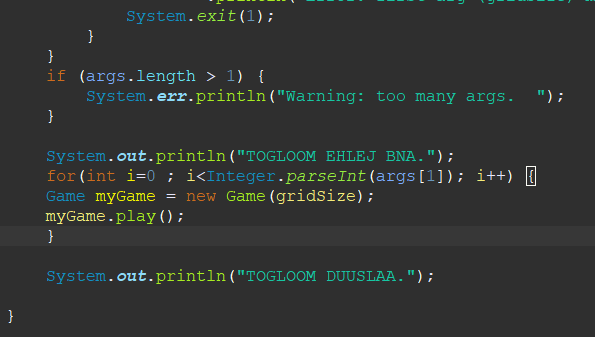 System.exit(1);
}
}
if (args.length > 1) {
System.err.println("Warning: too many args.  ");
}
System.out.println("TOGLOOM EHLEJ BNA.");
for(int i=0 ; i<Integer.parseInt(args[1]); i++) {
Game myGame = new Game(gridSize);
myGame.play();
}
System.out.println("TOGLOOM DUUSLAA.");
}